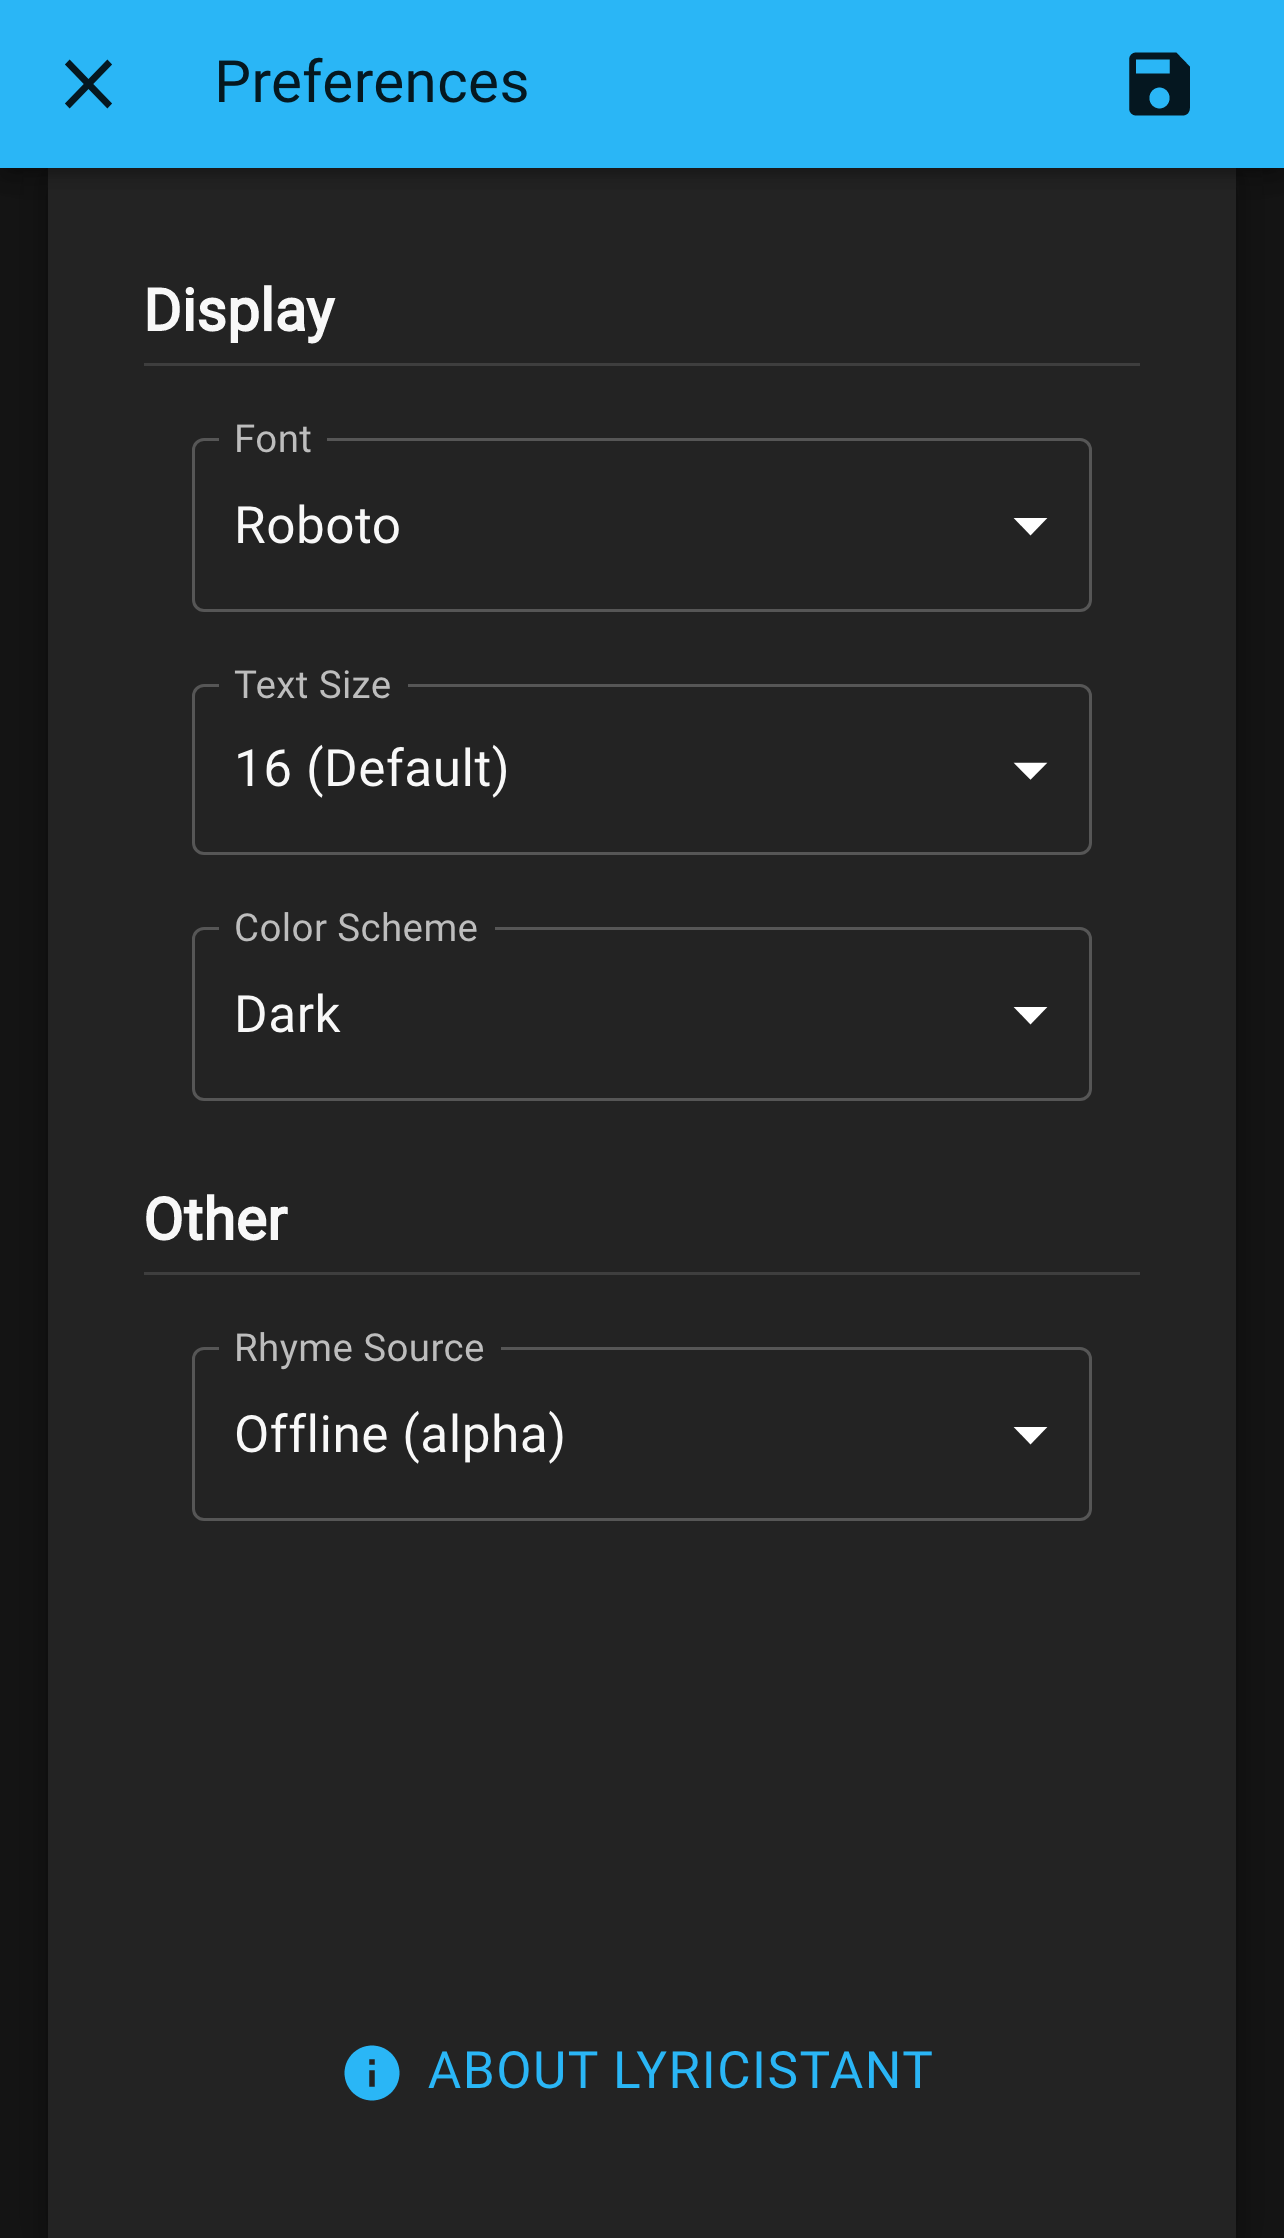 Preferences
Display
Font
Roboto
Text Size
16 (Default)
Color Scheme
Dark
Other
Rhyme Source
Offline (alpha)
ABOUT LYRICISTANT